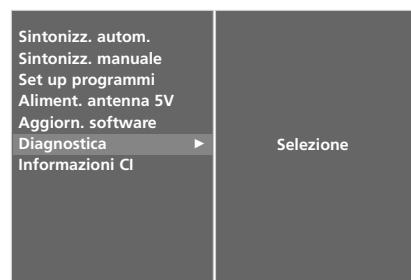 Sintonizz. autom.
Sintonizz. manuale
Set up programmi
Aliment. antenna 5V
Aggiorn. software
Diagnostica ►
Informazioni CI
Selezione